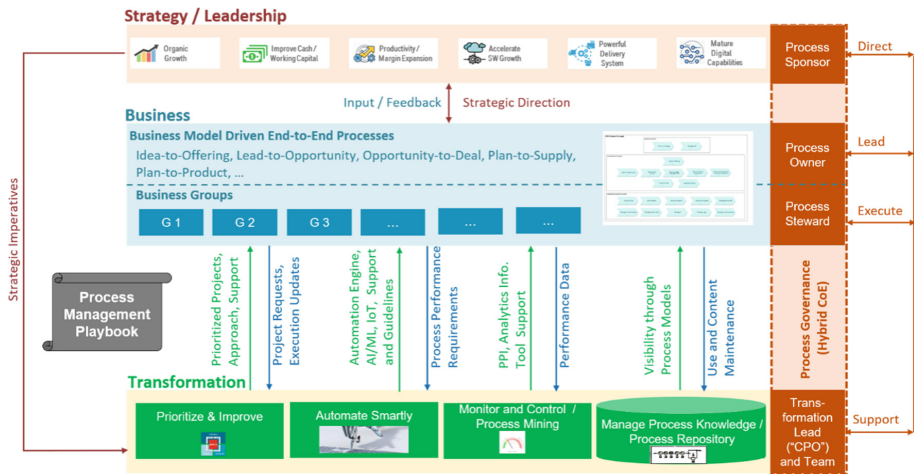 Strategy / Leadership
Organic
Growth
Improve Cash /
Working Capital
Productivity /
Margin Expansion
Accelerate
SW Growth
Powerful
Delivery
System
Mature
Digital
Capabilities
Process
Sponsor
Direct
Input / Feedback
Strategic Direction
Business
Business Model Driven End-to-End Processes
Idea-to-Offering, Lead-to-Opportunity, Opportunity-to-Deal, Plan-to-Supply,
Plan-to-Product, ...
Process
Owner
Lead
Business Groups
G 1
G 2
G 3
...
...
...
Process
Steward
Execute
Strategic Imperatives
Process
Management
Playbook
Prioritized Projects,
Approach, Support
Project Requests,
Execution Updates
Automation Engine,
AI/ML, IoT, Support
and Guidelines
Process Performance
Requirements
PPI, Analytics Info.
Tool Support
Performance Data
Visibility through
Process Models
Use and Content
Maintenance
Process Governance
(Hybrid CoE)
Transformation
Prioritize & Improve
Automate Smartly
Monitor and Control /
Process Mining
Manage Process Knowledge /
Process Repository
Trans-
formation
Lead
("CPO")
and Team
Support